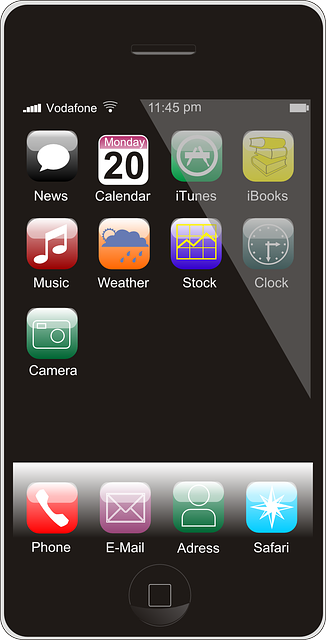 Vodafone 11:45 pm
Monday
20
News Calendar iTunes iBooks
Music Weather Stock Clock
Camera
Phone E-Mail Adress Safari